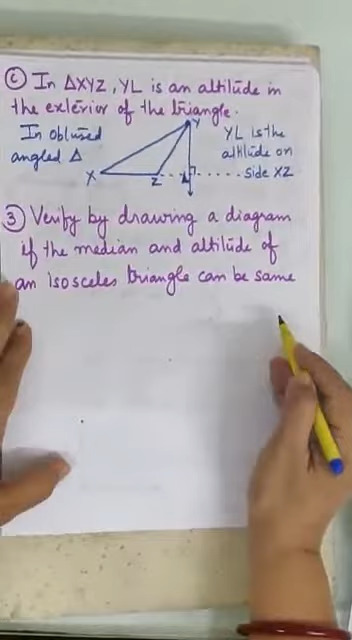 C In ΔXYZ, YL is an altitude in
the exterior of the triangle.
In obtused
angled Δ
Y
X
Z
L
YL is the
altitude on
side XZ
3 Verify by drawing a diagram
if the median and altitude of
an isosceles triangle can be same